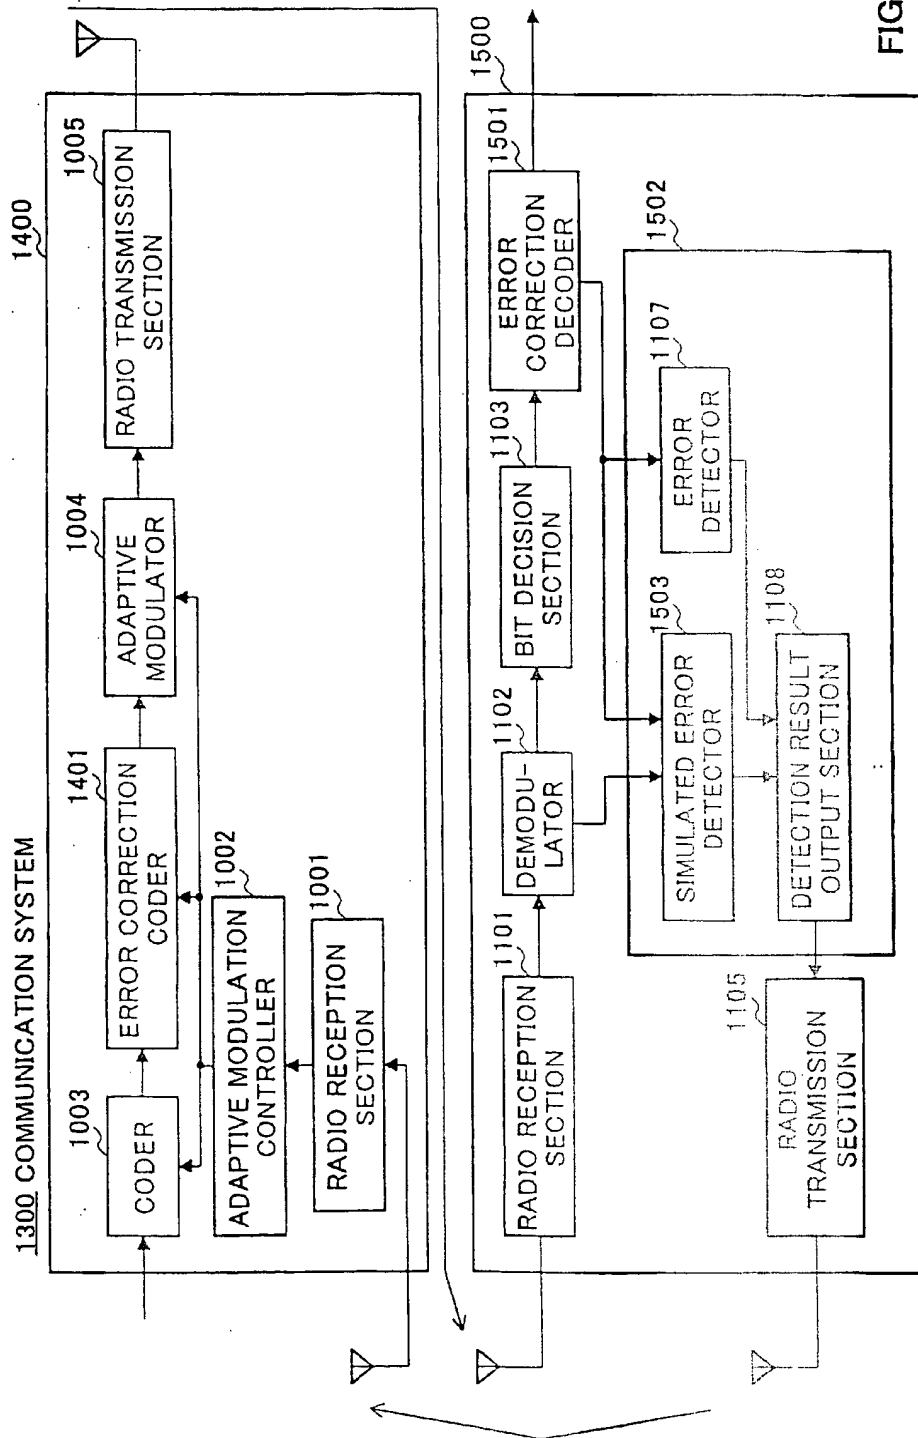 1300 COMMUNICATION SYSTEM
1400
1003
CODER
1401
ERROR CORRECTION
CODER
1004
ADAPTIVE
MODULATOR
1005
RADIO TRANSMISSION
SECTION
1002
ADAPTIVE MODULATION
CONTROLLER
1001
RADIO RECEPTION
SECTION
1500
1101
RADIO RECEPTION
SECTION
1102
DEMODU-
LATOR
1103
BIT DECISION
SECTION
1501
ERROR
CORRECTION
DECODER
1502
1503
SIMULATED ERROR
DETECTOR
1107
ERROR
DETECTOR
1108
DETECTION RESULT
OUTPUT SECTION
1105
RADIO
TRANSMISSION
SECTION
FIG